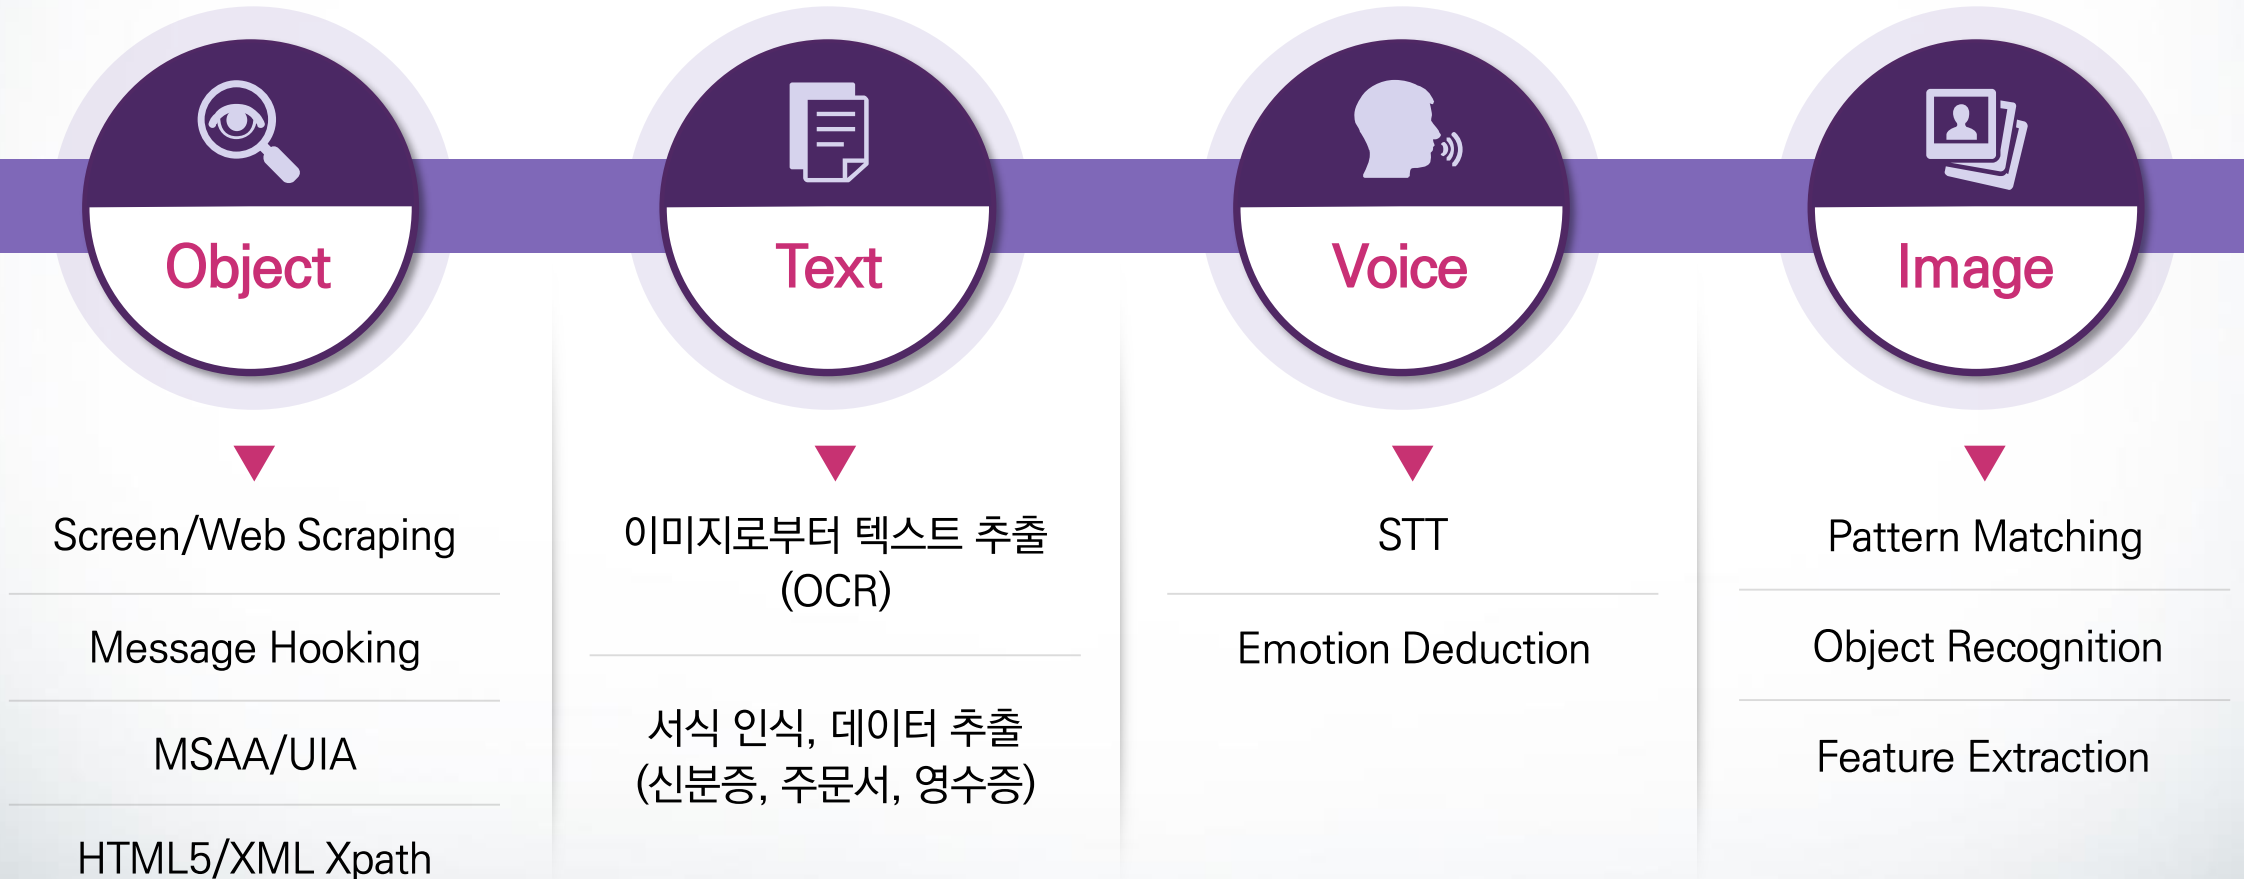 Object
Screen/Web Scraping
Message Hooking
MSAA/UIA
HTML5/XML Xpath
Text
이미지로부터 텍스트 추출
(OCR)
서식 인식, 데이터 추출
(신분증, 주문서, 영수증)
Voice
STT
Emotion Deduction
Image
Pattern Matching
Object Recognition
Feature Extraction